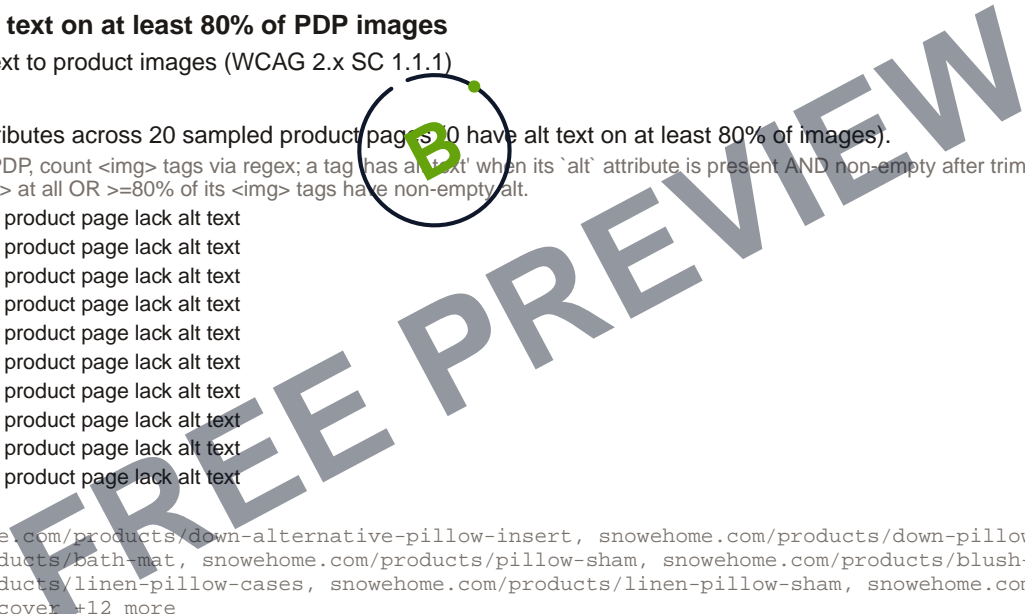 text on at least 80% of PDP images
ext to product images (WCAG 2.x SC 1.1.1)
ributes across 20 sampled product pages (0 have alt text on at least 80% of images).
PDP, count <img> tags via regex; a tag 'has alt text' when its `alt` attribute is present AND non-empty after trim
> at all OR >=80% of its <img> tags have non-empty alt.
product page lack alt text
product page lack alt text
product page lack alt text
product page lack alt text
product page lack alt text
product page lack alt text
product page lack alt text
product page lack alt text
product page lack alt text
product page lack alt text
e.com/products/down-alternative-pillow-insert, snowehome.com/products/down-pillow
ducts/bath-mat, snowehome.com/products/pillow-sham, snowehome.com/products/blush-
ducts/linen-pillow-cases, snowehome.com/products/linen-pillow-sham, snowehome.com
cover +12 more
B
FREE PREVIEW